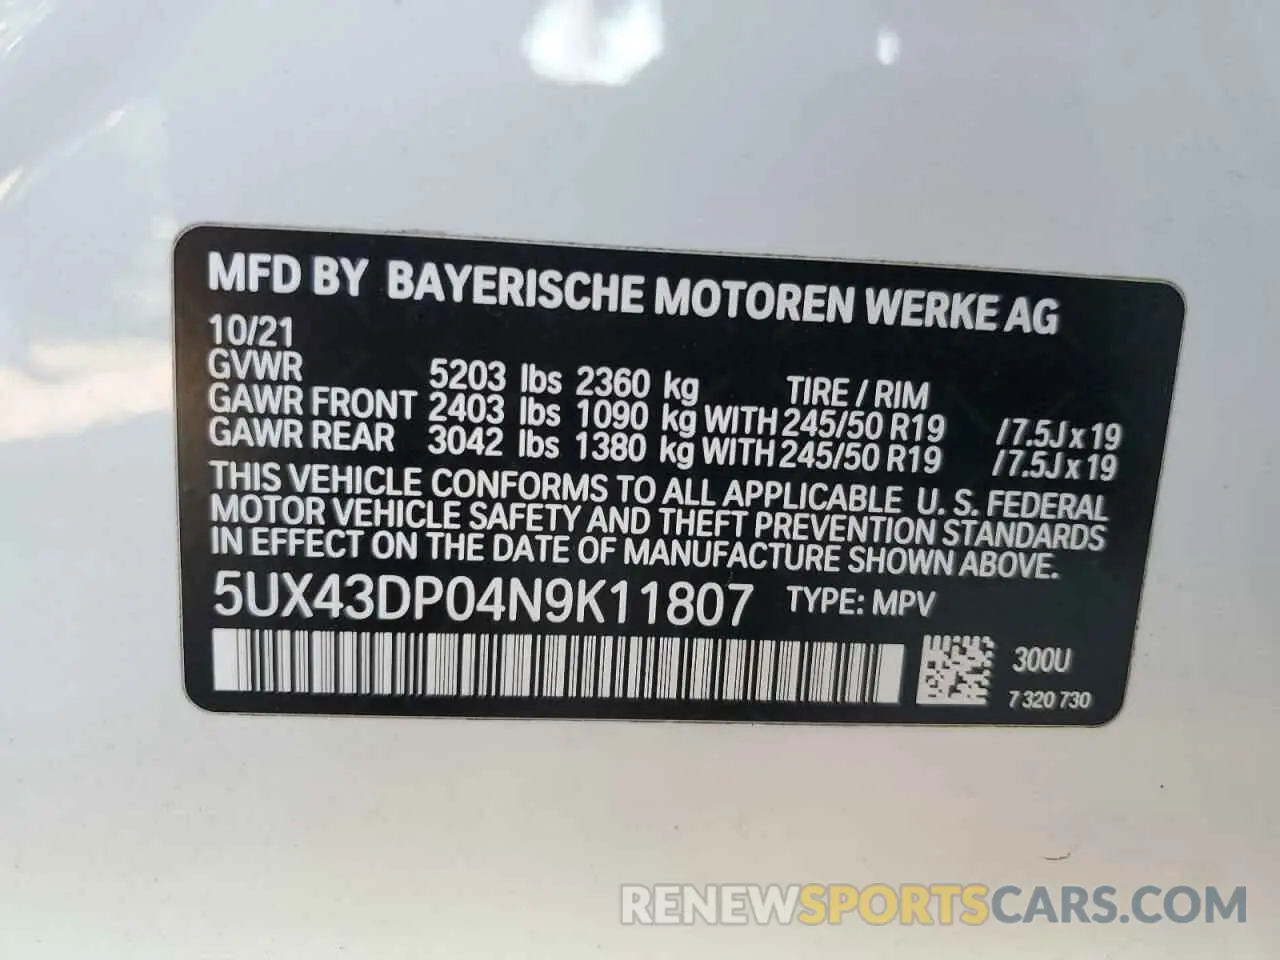 MFD BY BAYERISCHE MOTOREN WERKE AG
10/21
GVWR 5203 lbs 2360 kg TIRE / RIM
GAWR FRONT 2403 lbs 1090 kg WITH 245/50 R19 /7.5J x 19
GAWR REAR 3042 lbs 1380 kg WITH 245/50 R19 /7.5J x 19
THIS VEHICLE CONFORMS TO ALL APPLICABLE U. S. FEDERAL
MOTOR VEHICLE SAFETY AND THEFT PREVENTION STANDARDS
IN EFFECT ON THE DATE OF MANUFACTURE SHOWN ABOVE.
5UX43DP04N9K11807 TYPE: MPV
300U
7 320 730
RENEWSPORTSCARS.COM